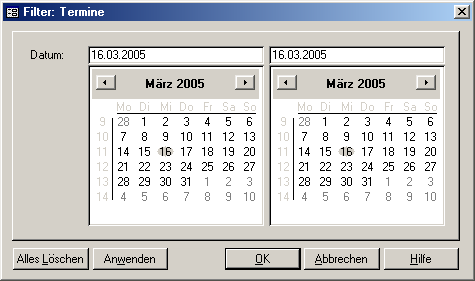 Filter: Termine
Datum: 16.03.2005 16.03.2005
März 2005 März 2005
Mo Di Mi Do Fr Sa So Mo Di Mi Do Fr Sa So
9 28 1 2 3 4 5 6 9 28 1 2 3 4 5 6
10 7 8 9 10 11 12 13 10 7 8 9 10 11 12 13
11 14 15 16 17 18 19 20 11 14 15 16 17 18 19 20
12 21 22 23 24 25 26 27 12 21 22 23 24 25 26 27
13 28 29 30 31 1 2 3 13 28 29 30 31 1 2 3
14 4 5 6 7 8 9 10 14 4 5 6 7 8 9 10
Alles Löschen Anwenden OK Abbrechen Hilfe